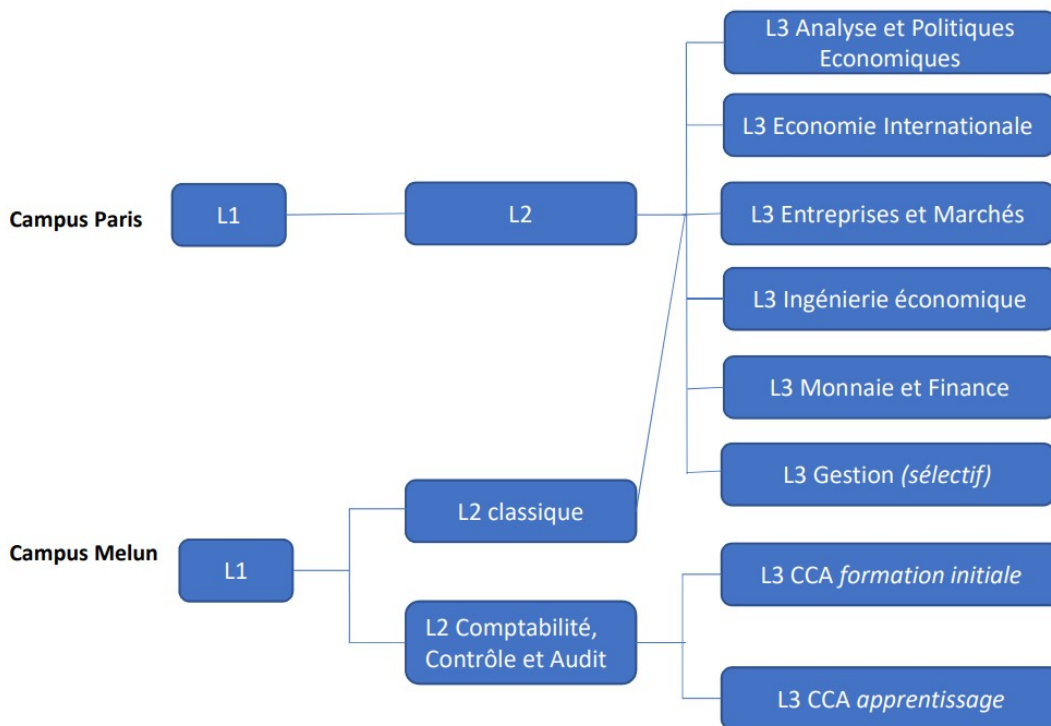 L3 Analyse et Politiques
Economiques
L3 Economie Internationale
Campus Paris
L1
L2
L3 Entreprises et Marchés
L3 Ingénierie économique
L3 Monnaie et Finance
L3 Gestion (sélectif)
L2 classique
Campus Melun
L1
L3 CCA formation initiale
L2 Comptabilité,
Contrôle et Audit
L3 CCA apprentissage